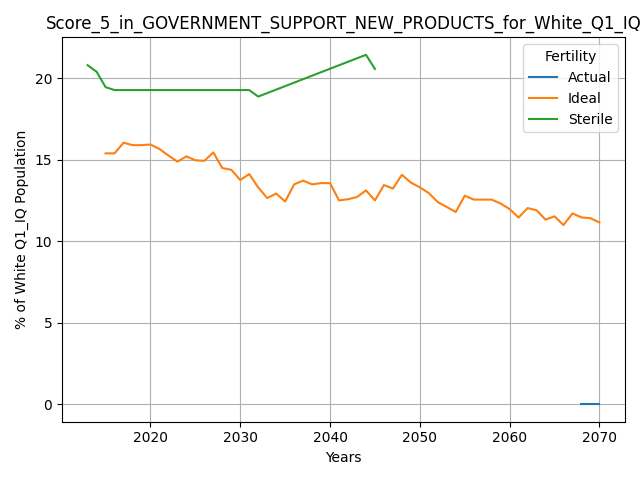 Score_5_in_GOVERNMENT_SUPPORT_NEW_PRODUCTS_for_White_Q1_IQ
Fertility
Actual
Ideal
Sterile
% of White Q1_IQ Population
20
15
10
5
0
2020 2030 2040 2050 2060 2070
Years